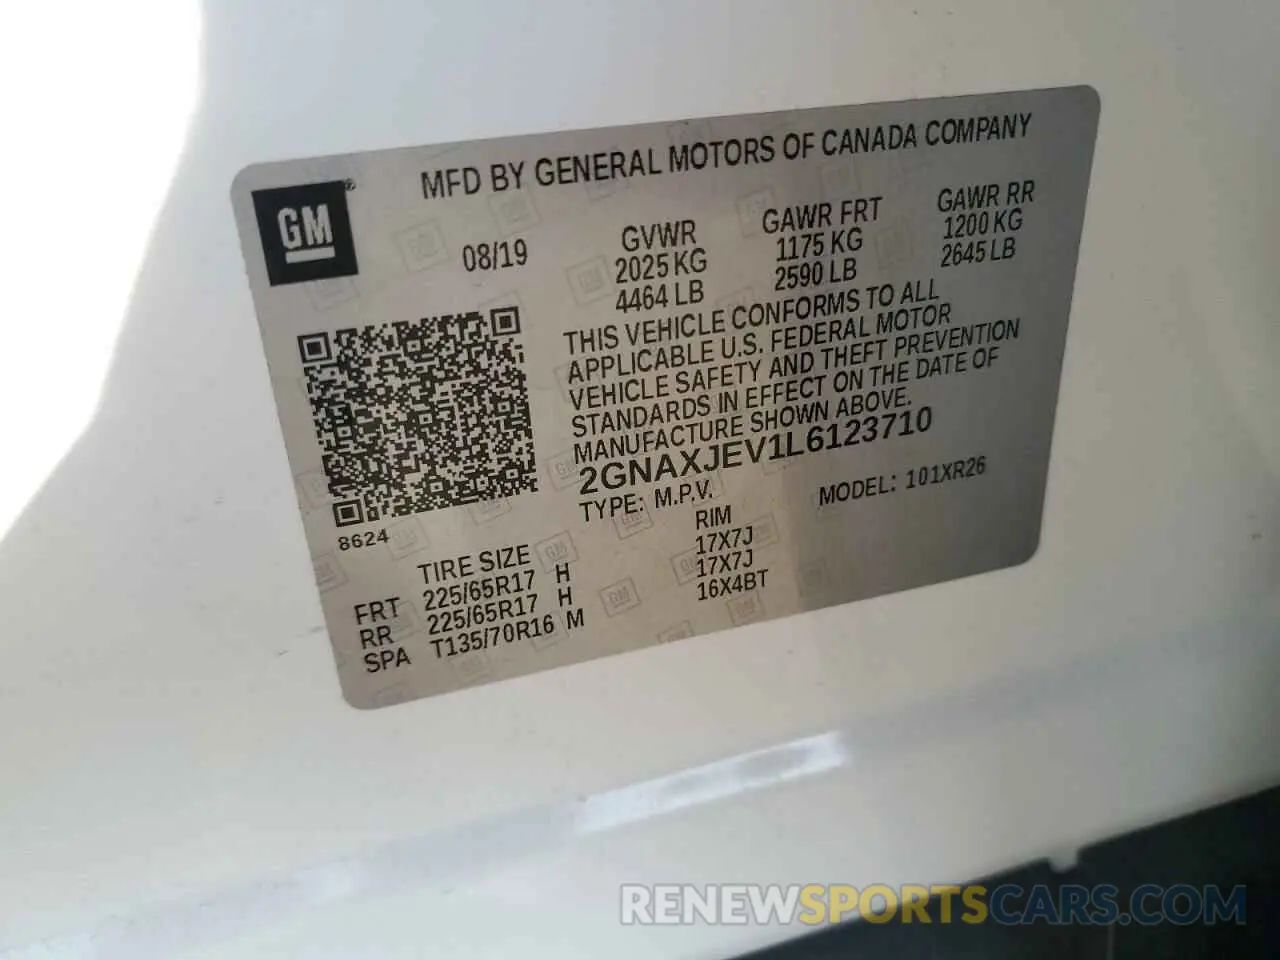 MFD BY GENERAL MOTORS OF CANADA COMPANY
GM®
08/19
GVWR GAWR FRT GAWR RR
2025 KG 1175 KG 1200 KG
4464 LB 2590 LB 2645 LB
THIS VEHICLE CONFORMS TO ALL
APPLICABLE U.S. FEDERAL MOTOR
VEHICLE SAFETY AND THEFT PREVENTION
STANDARDS IN EFFECT ON THE DATE OF
MANUFACTURE SHOWN ABOVE.
2GNAXJEV1L6123710
TYPE: M.P.V. MODEL: 101XR26
8624
TIRE SIZE RIM
FRT 225/65R17 H 17X7J
RR 225/65R17 H 17X7J
SPA T135/70R16 M 16X4BT
RENEWSPORTSCARS.COM